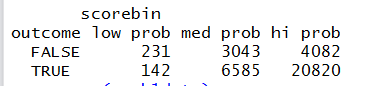 scorebin
outcome low prob med prob hi prob
FALSE 231 3043 4082
TRUE 142 6585 20820